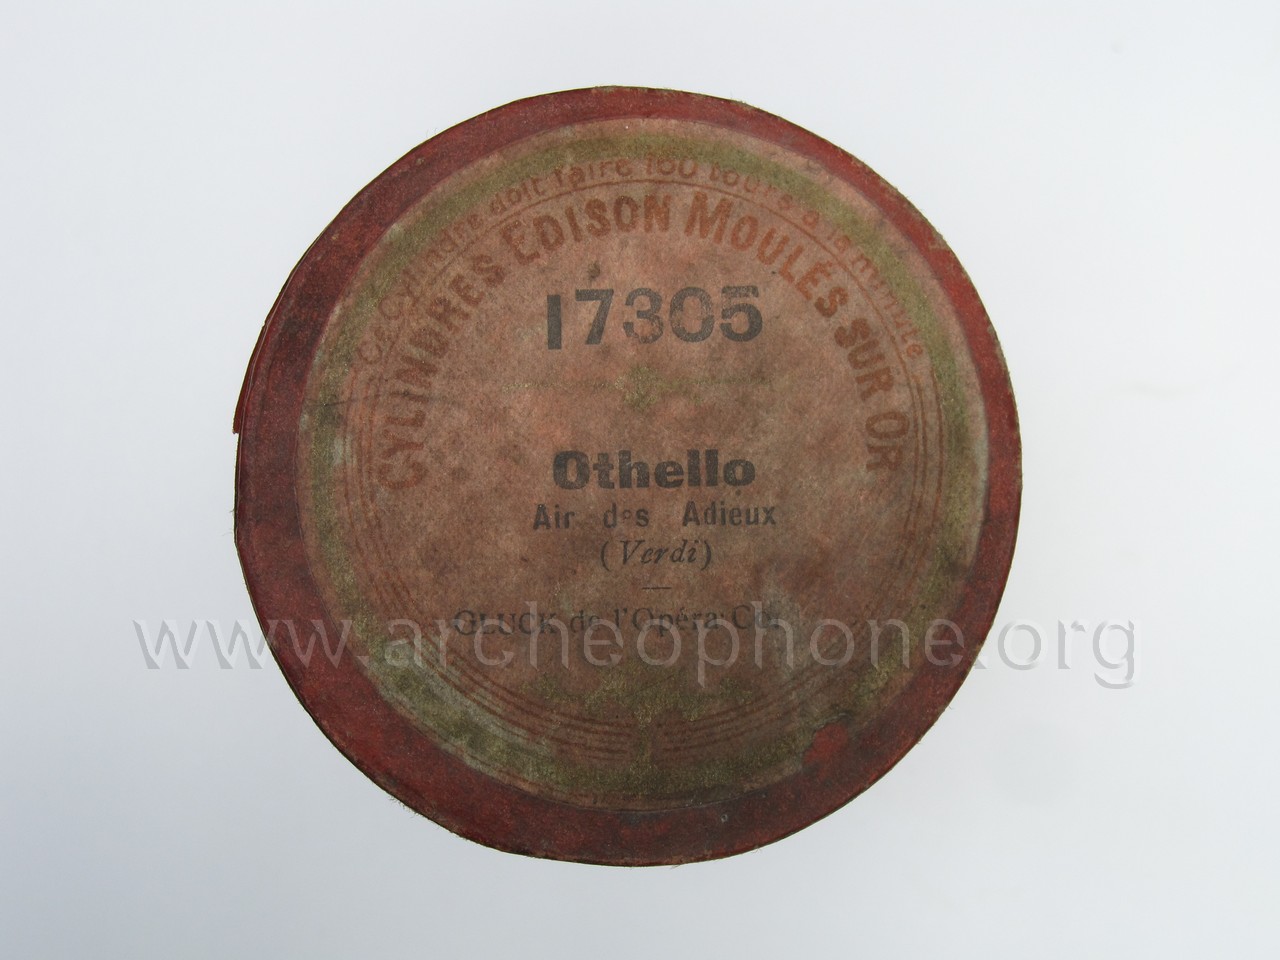 Ce Cylindre doit faire 160 tours à la minute
CYLINDRES EDISON MOULÉS SUR OR
17305
Othello
Air des Adieux
(Verdi)
GLUCK de l'Opéra-Co.
www.archeophone.org